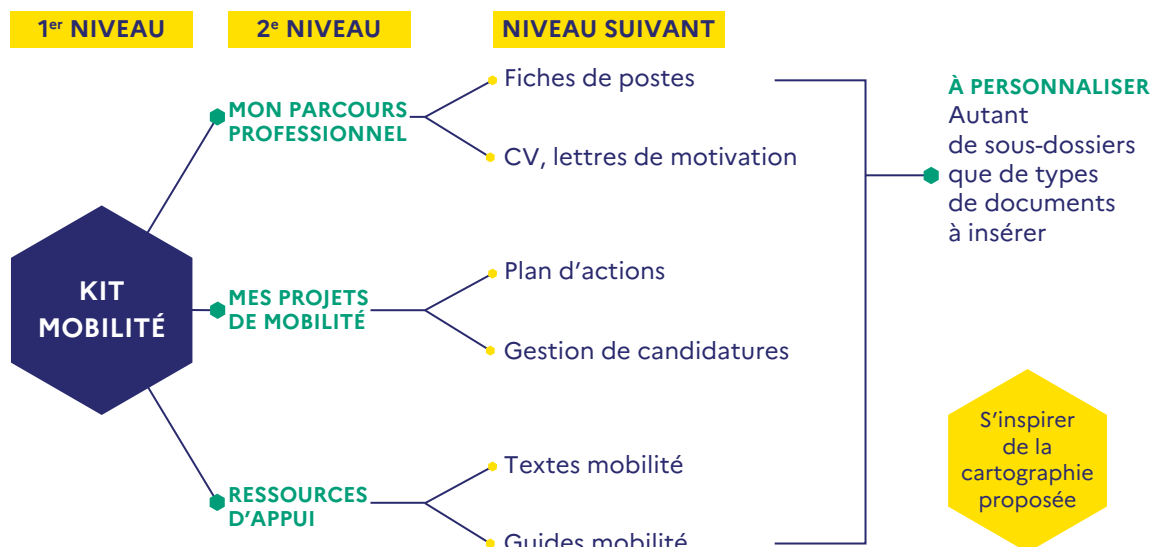 1er NIVEAU
2e NIVEAU
NIVEAU SUIVANT
KIT
MOBILITÉ
MON PARCOURS
PROFESSIONNEL
Fiches de postes
CV, lettres de motivation
MES PROJETS
DE MOBILITÉ
Plan d'actions
Gestion de candidatures
RESSOURCES
D'APPUI
Textes mobilité
Guides mobilité
À PERSONNALISER
Autant
de sous-dossiers
que de types
de documents
à insérer
S'inspirer
de la
cartographie
proposée